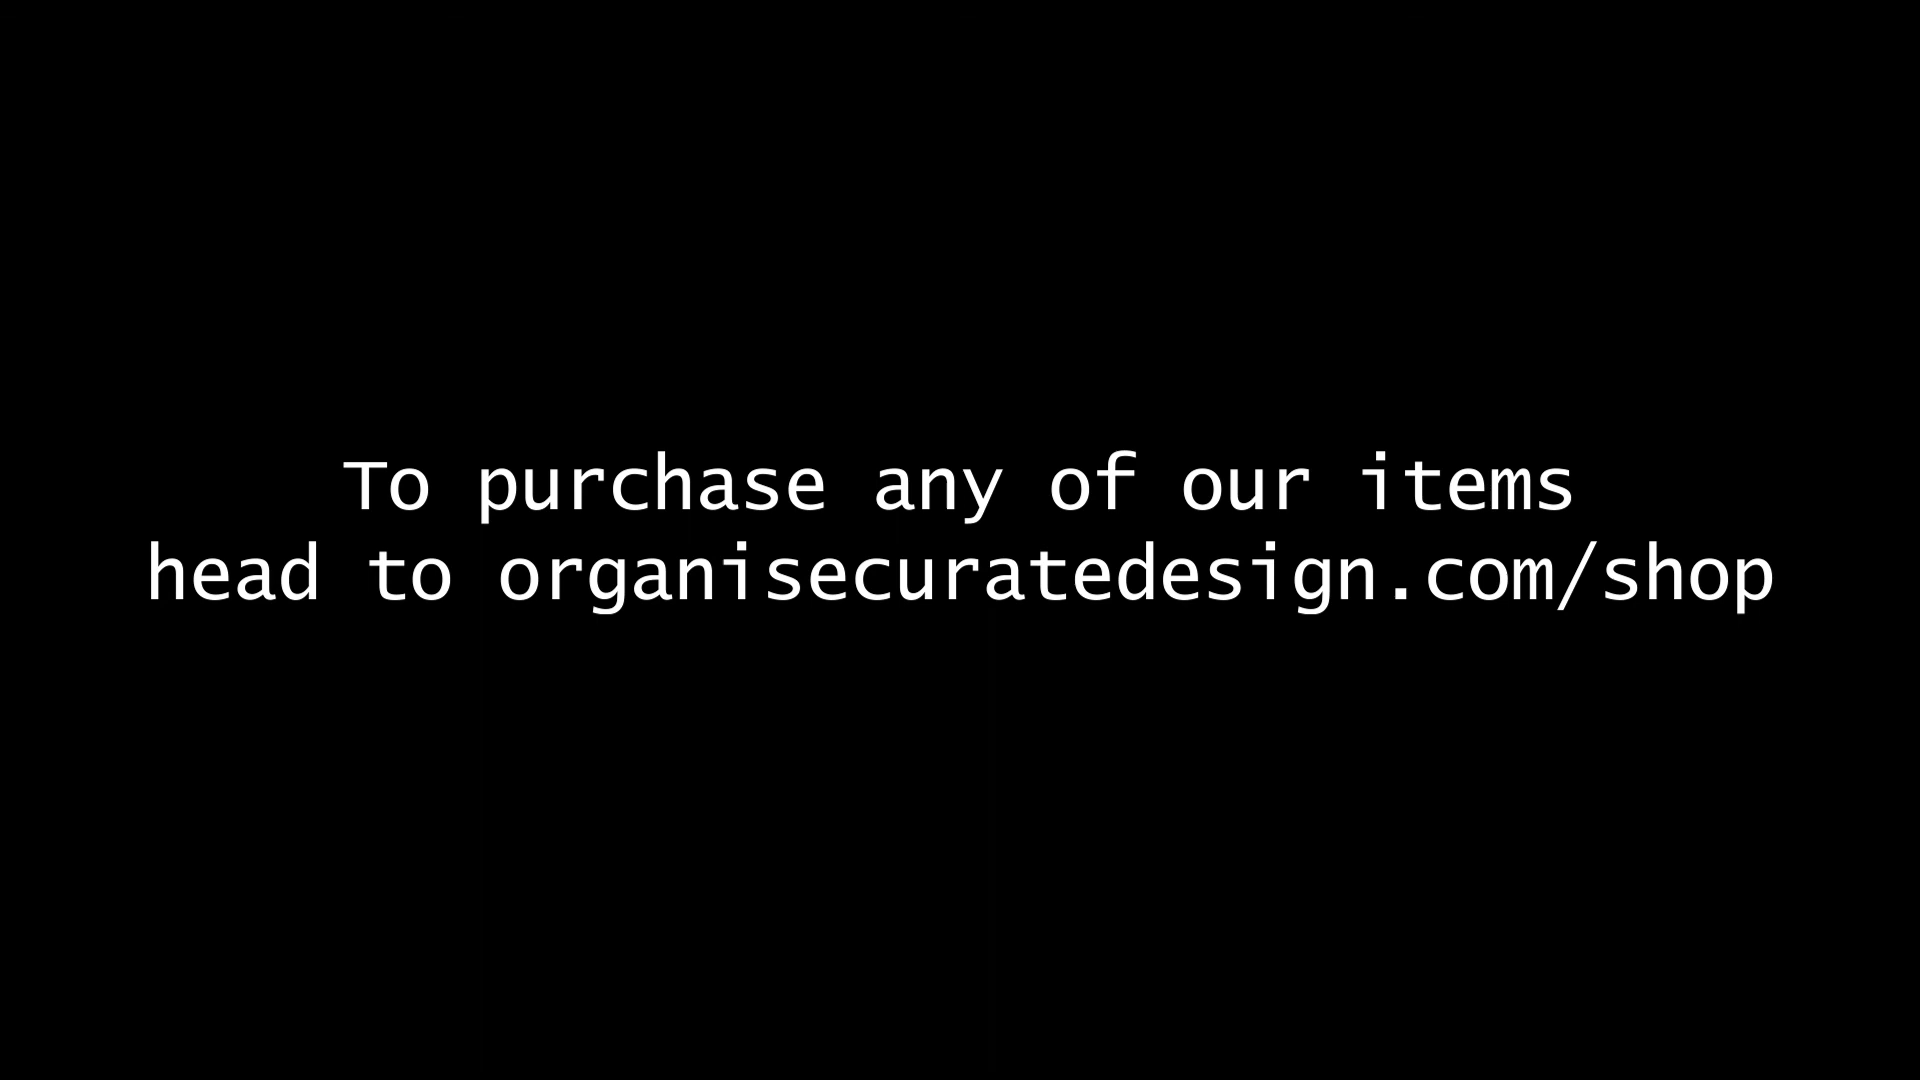 To purchase any of our items
head to organisecuratedesign.com/shop